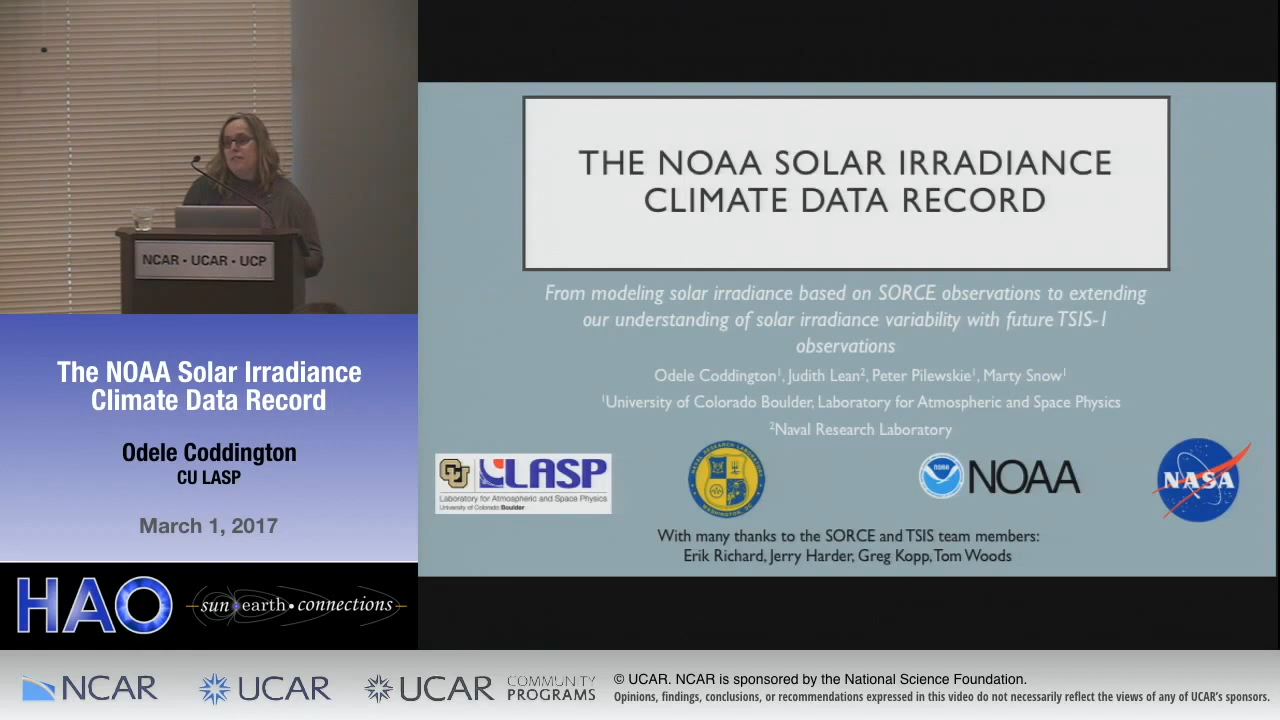 NCAR • UCAR • UCP
The NOAA Solar Irradiance
Climate Data Record
Odele Coddington
CU LASP
March 1, 2017
HAO
sun•earth•connections
THE NOAA SOLAR IRRADIANCE
CLIMATE DATA RECORD
From modeling solar irradiance based on SORCE observations to extending
our understanding of solar irradiance variability with future TSIS-1
observations
Odele Coddington¹, Judith Lean², Peter Pilewskie¹, Marty Snow¹
¹University of Colorado Boulder, Laboratory for Atmospheric and Space Physics
²Naval Research Laboratory
CU LASP
Laboratory for Atmospheric and Space Physics
University of Colorado Boulder
NAVAL RESEARCH LABORATORY
WASHINGTON, DC
NOAA NOAA
NASA
With many thanks to the SORCE and TSIS team members:
Erik Richard, Jerry Harder, Greg Kopp, Tom Woods
NCAR UCAR UCAR COMMUNITY PROGRAMS
© UCAR. NCAR is sponsored by the National Science Foundation.
Opinions, findings, conclusions, or recommendations expressed in this video do not necessarily reflect the views of any of UCAR's sponsors.